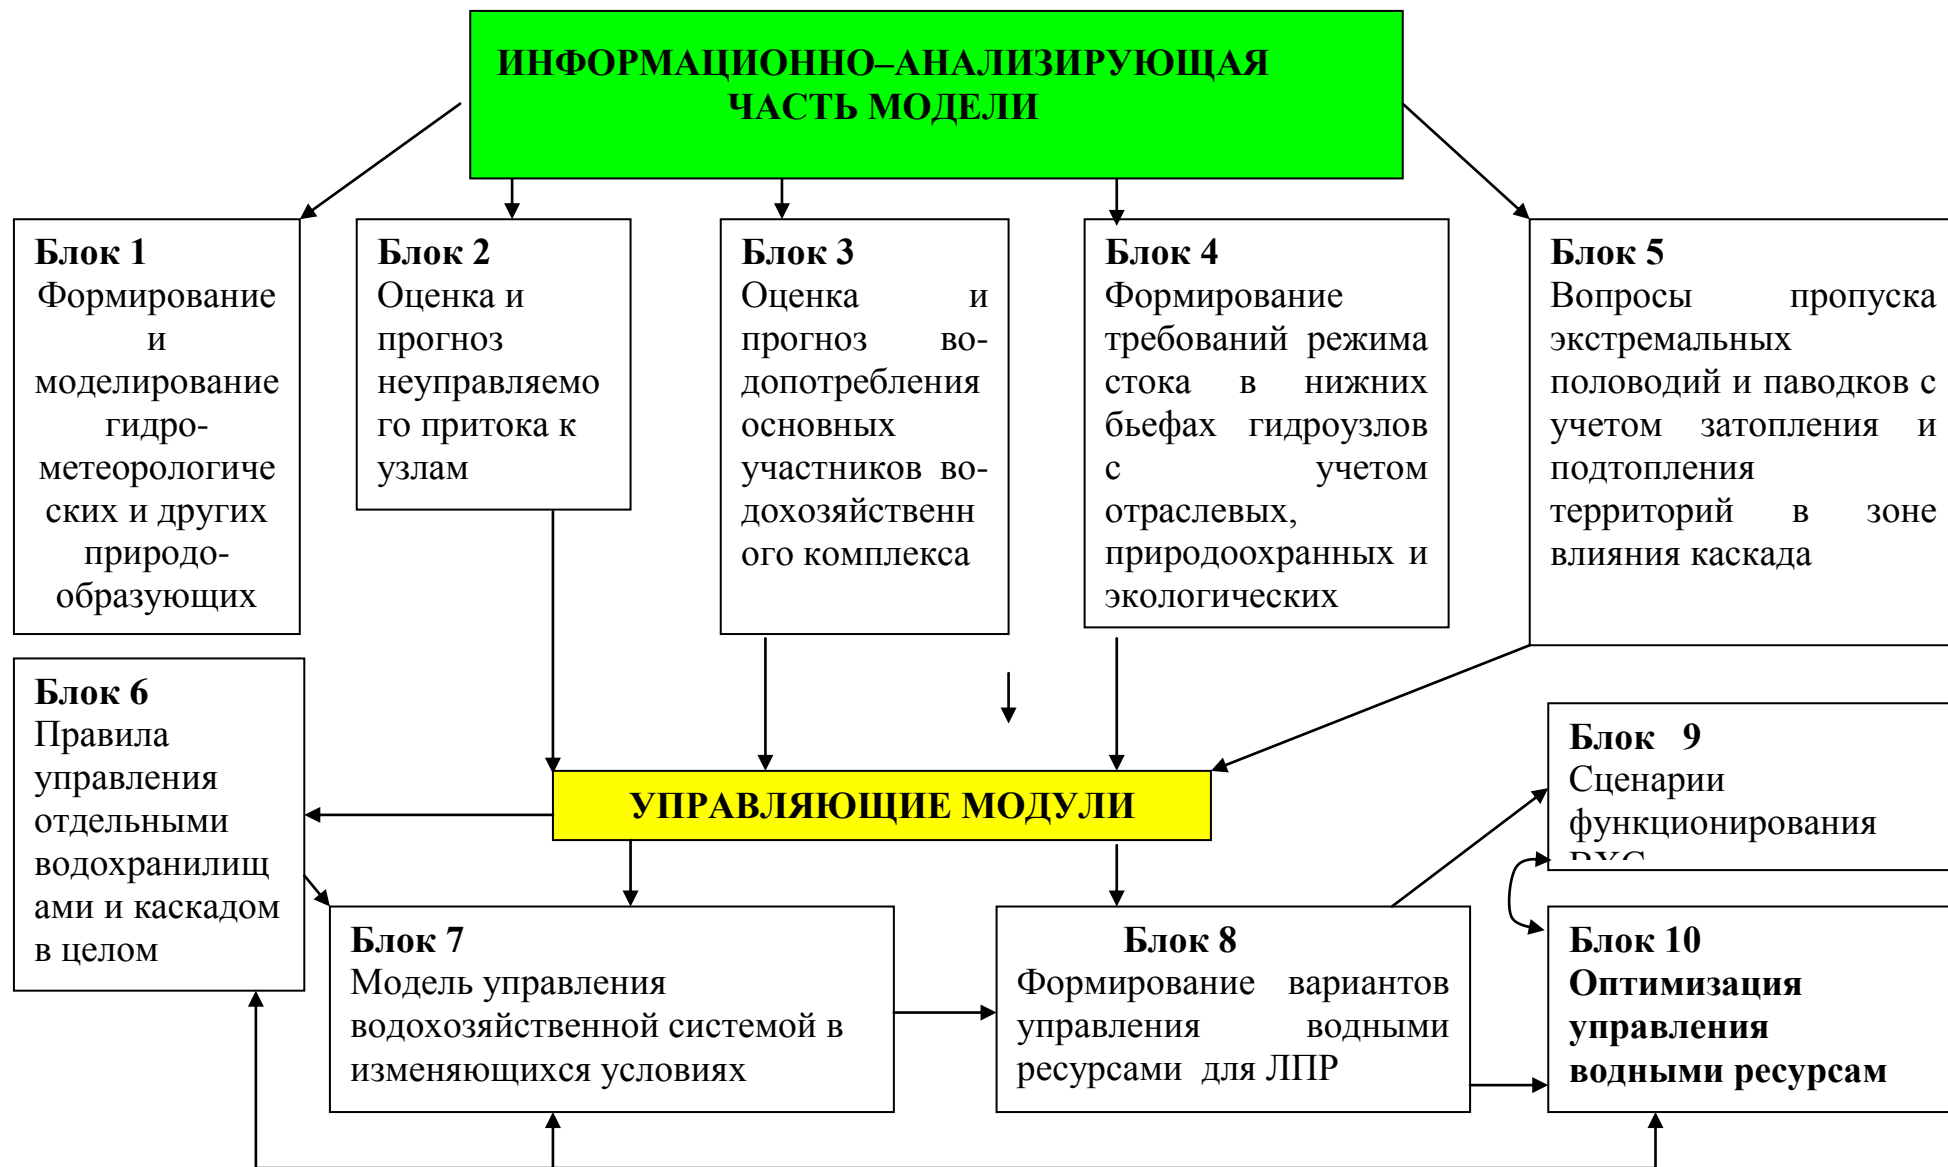 ИНФОРМАЦИОННО–АНАЛИЗИРУЮЩАЯ
ЧАСТЬ МОДЕЛИ
Блок 1
Формирование
и
моделирование
гидро-
метеорологиче
ских и других
природо-
образующих
Блок 2
Оценка и
прогноз
неуправляемо
го притока к
узлам
Блок 3
Оценка и
прогноз во-
допотребления
основных
участников во-
дохозяйственн
ого комплекса
Блок 4
Формирование
требований режима
стока в нижних
бьефах гидроузлов
с учетом
отраслевых,
природоохранных и
экологических
Блок 5
Вопросы пропуска
экстремальных
половодий и паводков с
учетом затопления и
подтопления
территорий в зоне
влияния каскада
Блок 6
Правила
управления
отдельными
водохранилищ
ами и каскадом
в целом
УПРАВЛЯЮЩИЕ МОДУЛИ
Блок 7
Модель управления
водохозяйственной системой в
изменяющихся условиях
Блок 8
Формирование вариантов
управления водными
ресурсами для ЛПР
Блок 9
Сценарии
функционирования
Блок 10
Оптимизация
управления
водными ресурсам